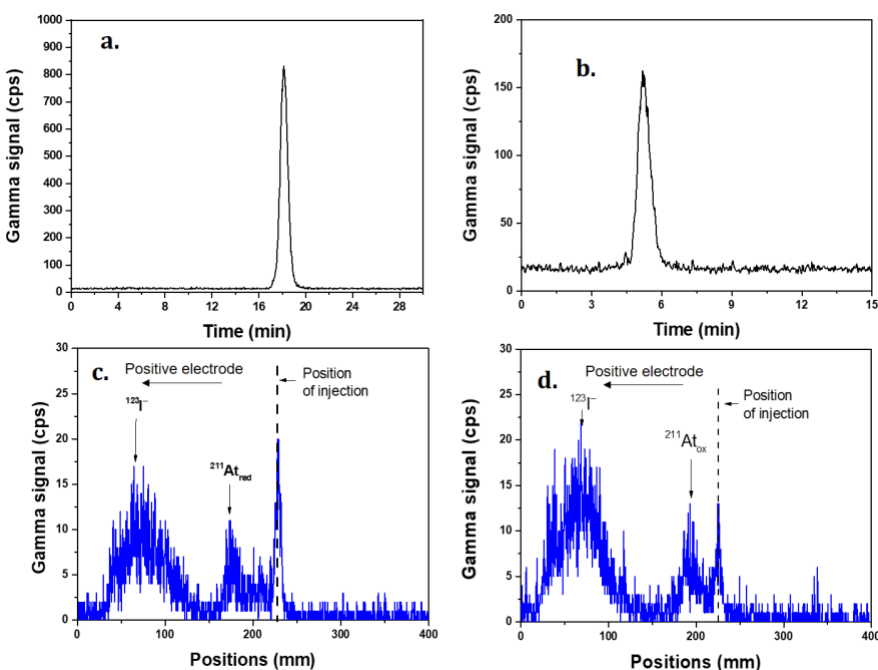 a.
Gamma signal (cps)
1000
900
800
700
600
500
400
300
200
100
0
0 4 8 12 16 20 24 28
Time (min)
b.
Gamma signal (cps)
200
150
100
50
0
0 3 6 9 12 15
Time (min)
c.
Positive electrode
Position
of injection
¹²³I⁻
²¹¹At_red
Gamma signal (cps)
30
25
20
15
10
5
0
0 100 200 300 400
Positions (mm)
d.
Positive electrode
Position
of injection
¹²³I⁻
²¹¹At_ox
Gamma signal (cps)
30
25
20
15
10
5
0
0 100 200 300 400
Positions (mm)